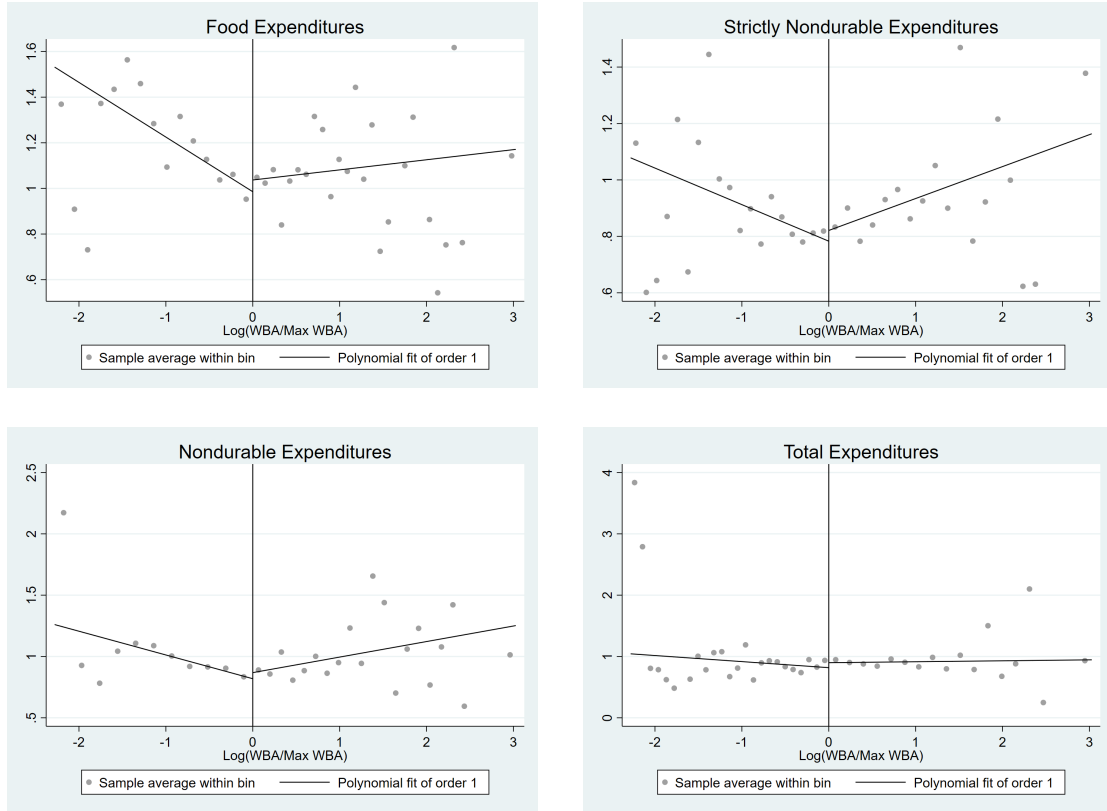 Food Expenditures
1.6
1.4
1.2
1
.8
.6
-2 -1 0 1 2 3
Log(WBA/Max WBA)
Sample average within bin Polynomial fit of order 1
Strictly Nondurable Expenditures
1.4
1.2
1
.8
.6
-2 -1 0 1 2 3
Log(WBA/Max WBA)
Sample average within bin Polynomial fit of order 1
Nondurable Expenditures
2.5
2
1.5
1
.5
-2 -1 0 1 2 3
Log(WBA/Max WBA)
Sample average within bin Polynomial fit of order 1
Total Expenditures
4
3
2
1
0
-2 -1 0 1 2 3
Log(WBA/Max WBA)
Sample average within bin Polynomial fit of order 1